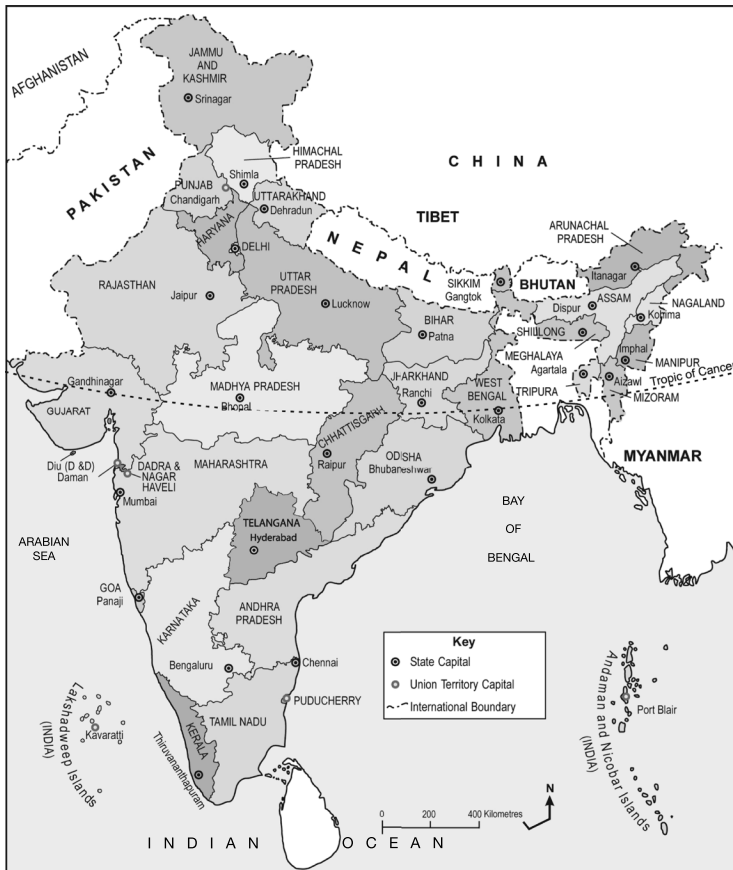 JAMMU
AND
KASHMIR
AFGHANISTAN
Srinagar
HIMACHAL
PRADESH
CHINA
PAKISTAN
PUNJAB
Shimla
Chandigarh
UTTARAKHAND
Dehradun
TIBET
HARYANA
DELHI
NEPAL
ARUNACHAL
PRADESH
Itanagar
SIKKIM
Gangtok
BHUTAN
RAJASTHAN
Jaipur
UTTAR
PRADESH
Lucknow
BIHAR
Patna
Dispur
ASSAM
NAGALAND
Kohima
SHILLONG
MEGHALAYA
Agartala
Imphal
MANIPUR
Aizawl
Tropic of Cancer
TRIPURA
MIZORAM
Gandhinagar
GUJARAT
MADHYA PRADESH
Bhopal
JHARKHAND
Ranchi
WEST
BENGAL
Kolkata
CHHATTISGARH
Raipur
ODISHA
Bhubaneshwar
MYANMAR
Diu (D &D)
Daman
DADRA &
NAGAR
HAVELI
MAHARASHTRA
Mumbai
TELANGANA
Hyderabad
ARABIAN
SEA
BAY
OF
BENGAL
GOA
Panaji
KARNATAKA
ANDHRA
PRADESH
Bengaluru
Chennai
PUDUCHERRY
TAMIL NADU
KERALA
Thiruvananthapuram
Key
State Capital
Union Territory Capital
International Boundary
Lakshadweep Islands
(INDIA)
Kavaratti
Andaman and Nicobar Islands
(INDIA)
Port Blair
N
0 200 400 Kilometres
INDIAN OCEAN